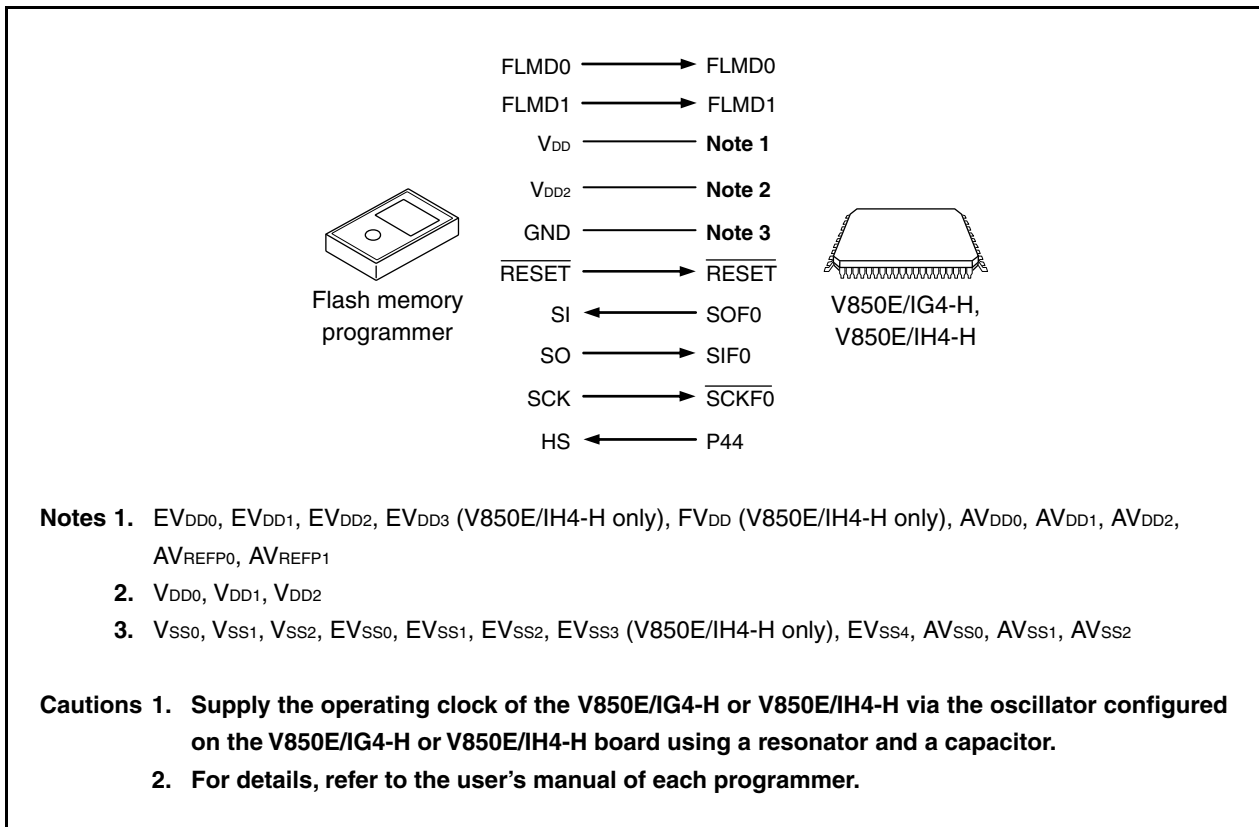 FLMD0 FLMD0
FLMD1 FLMD1
VDD Note 1
VDD2 Note 2
GND Note 3
RESET RESET
SI SOF0
SO SIF0
SCK SCKF0
HS P44
Flash memory
programmer
V850E/IG4-H,
V850E/IH4-H
Notes 1. EVDD0, EVDD1, EVDD2, EVDD3 (V850E/IH4-H only), FVDD (V850E/IH4-H only), AVDD0, AVDD1, AVDD2,
AVREFP0, AVREFP1
2. VDD0, VDD1, VDD2
3. VSS0, VSS1, VSS2, EVSS0, EVSS1, EVSS2, EVSS3 (V850E/IH4-H only), EVSS4, AVSS0, AVSS1, AVSS2
Cautions 1. Supply the operating clock of the V850E/IG4-H or V850E/IH4-H via the oscillator configured
on the V850E/IG4-H or V850E/IH4-H board using a resonator and a capacitor.
2. For details, refer to the user's manual of each programmer.